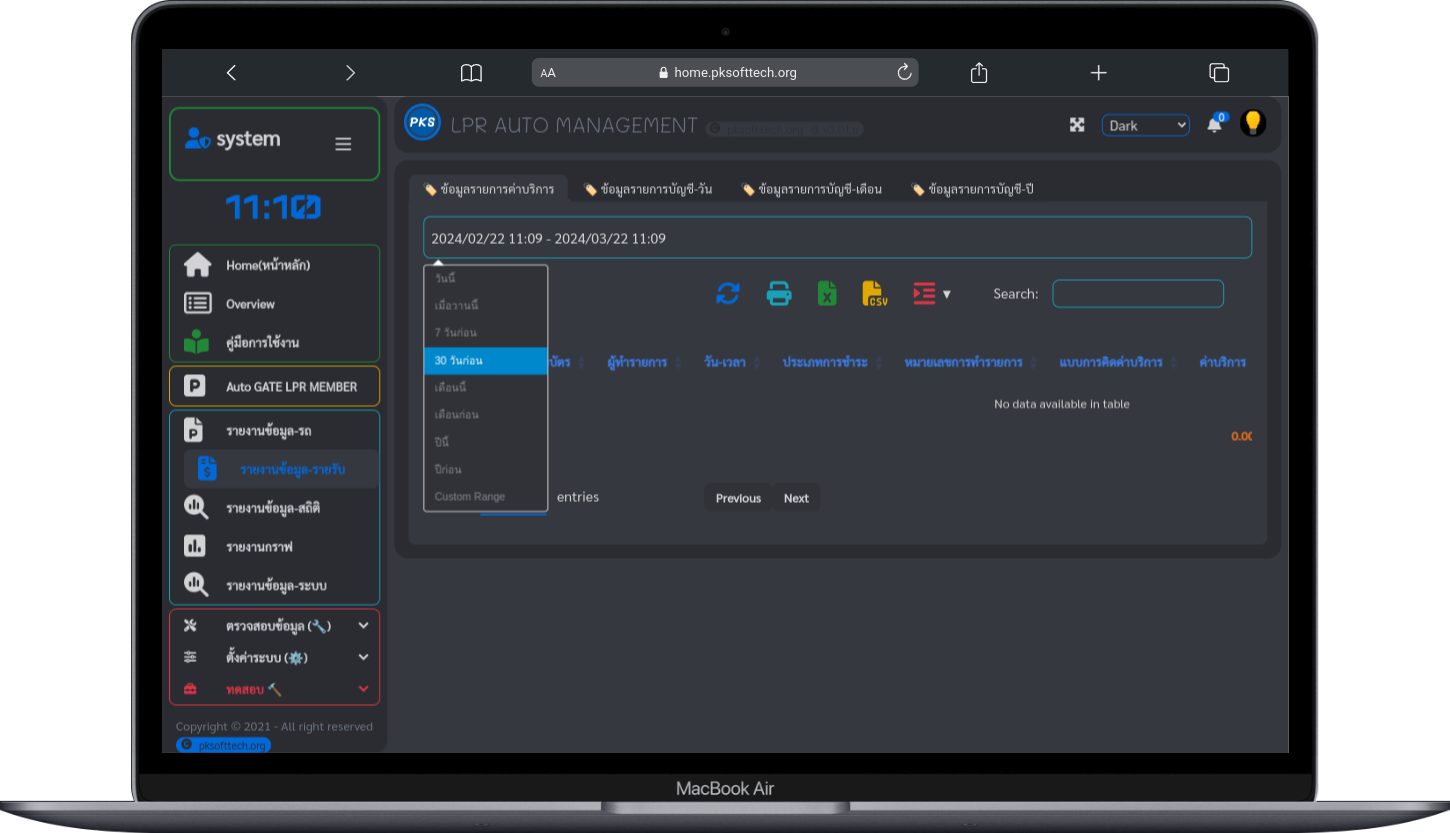 AA
home.pksofttech.org
system
11:10
Home(หน้าหลัก)
Overview
คู่มือการใช้งาน
P
Auto GATE LPR MEMBER
รายงานข้อมูล-รถ
รายงานข้อมูล-รายรับ
รายงานข้อมูล-สถิติ
รายงานกราฟ
รายงานข้อมูล-ระบบ
ตรวจสอบข้อมูล (🔧)
ตั้งค่าระบบ (⚙️)
ทดสอบ 🔨
Copyright © 2021 - All right reserved
© pksofttech.org
PKS LPR AUTO MANAGEMENT
Dark
0
ข้อมูลรายการค่าบริการ
ข้อมูลรายการบัญชี-วัน
ข้อมูลรายการบัญชี-เดือน
ข้อมูลรายการบัญชี-ปี
2024/02/22 11:09 - 2024/03/22 11:09
วันนี้
เมื่อวานนี้
7 วันก่อน
30 วันก่อน
เดือนนี้
เดือนก่อน
ปีนี้
ปีก่อน
Custom Range
CSV
Search:
บัตร ผู้ทำรายการ วัน-เวลา ประเภทการชำระ หมายเลขการทำรายการ แบบการคิดค่าบริการ ค่าบริการ
No data available in table
0.00
entries
Previous Next
MacBook Air